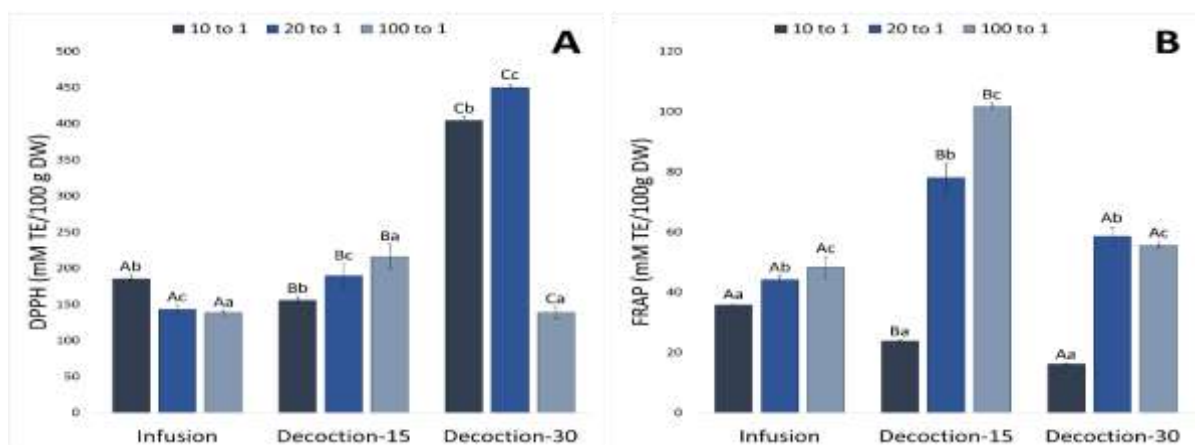 10 to 1 20 to 1 100 to 1
A
DPPH (mM TE/100 g DW)
500
450
400
350
300
250
200
150
100
50
0
Ab
Ac
Aa
Bb
Bc
Ba
Cb
Cc
Ca
Infusion Decoction-15 Decoction-30
10 to 1 20 to 1 100 to 1
B
FRAP (mM TE/100g DW)
120
100
80
60
40
20
0
Aa
Ab
Ac
Ba
Bb
Bc
Aa
Ab
Ac
Infusion Decoction-15 Decoction-30